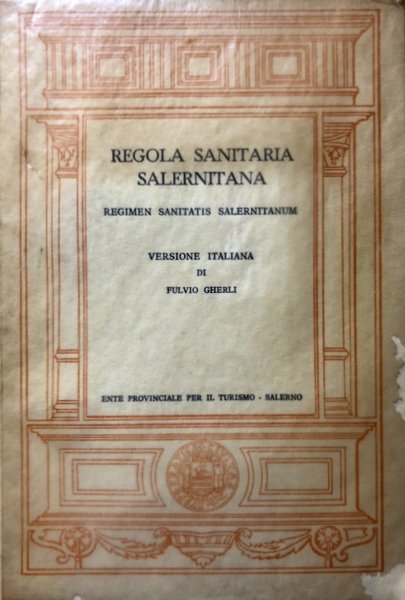 REGOLA SANITARIA
SALERNITANA
REGIMEN SANITATIS SALERNITANUM
VERSIONE ITALIANA
DI
FULVIO GHERLI
ENTE PROVINCIALE PER IL TURISMO - SALERNO